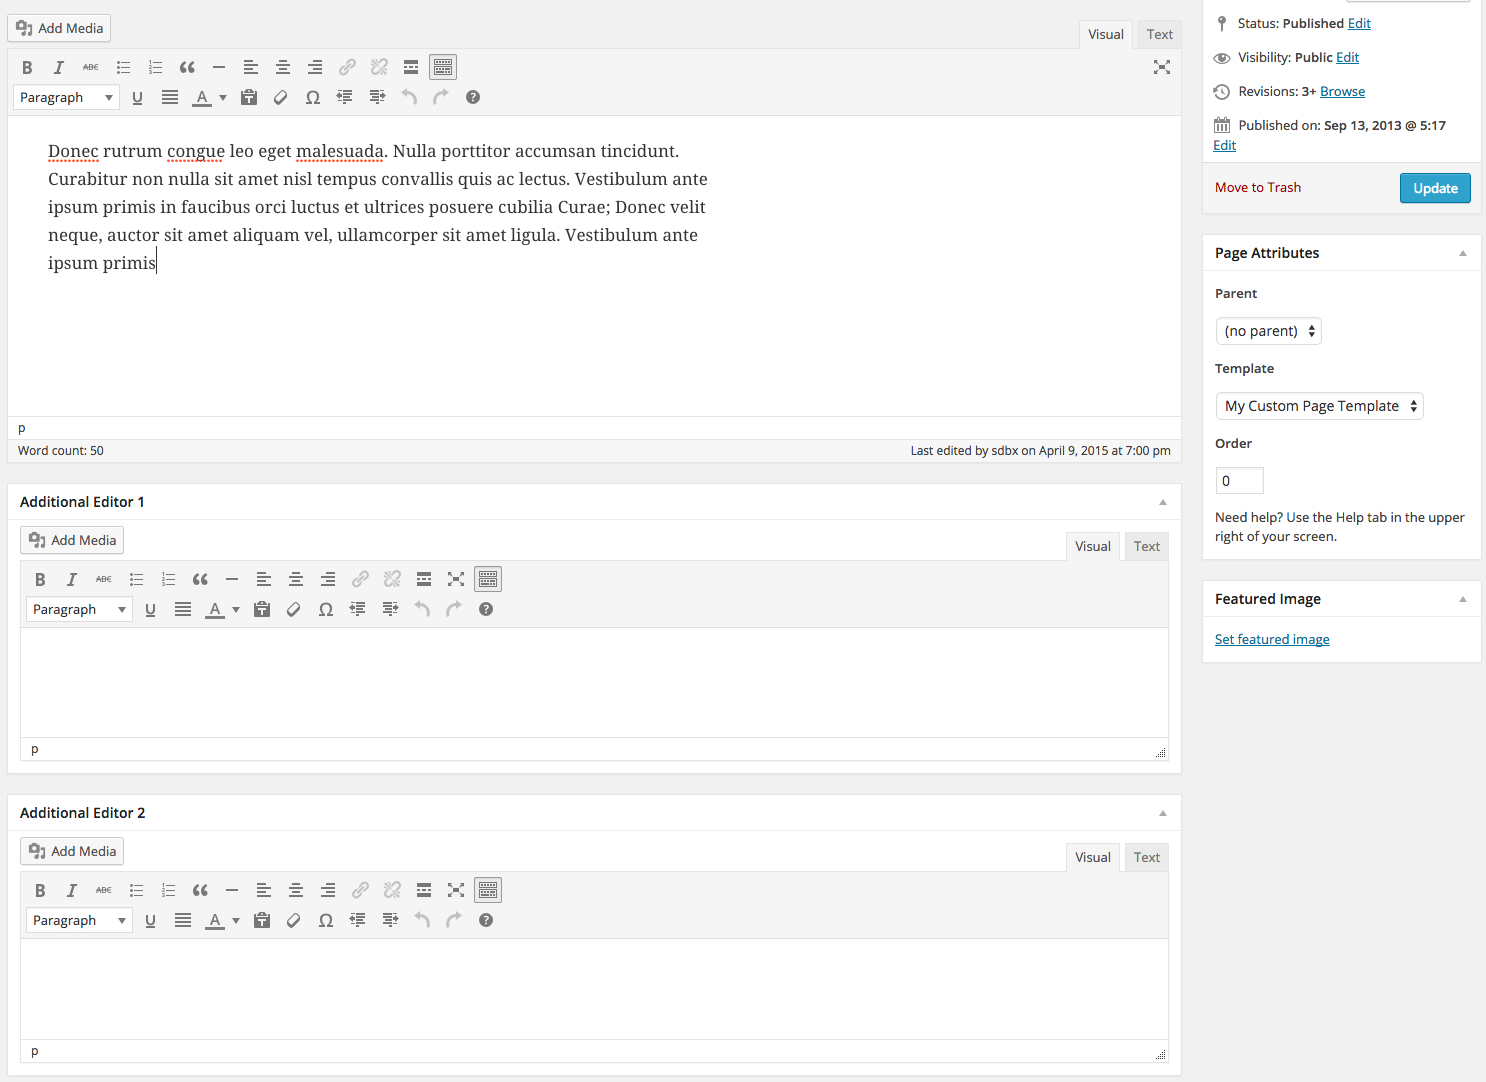 Add Media
Visual Text
B I ABC
Paragraph U A Ω ?
Donec rutrum congue leo eget malesuada. Nulla porttitor accumsan tincidunt.
Curabitur non nulla sit amet nisl tempus convallis quis ac lectus. Vestibulum ante
ipsum primis in faucibus orci luctus et ultrices posuere cubilia Curae; Donec velit
neque, auctor sit amet aliquam vel, ullamcorper sit amet ligula. Vestibulum ante
ipsum primis
p
Word count: 50 Last edited by sdbx on April 9, 2015 at 7:00 pm
Additional Editor 1
Add Media
Visual Text
B I ABC
Paragraph U A Ω ?
p
Additional Editor 2
Add Media
Visual Text
B I ABC
Paragraph U A Ω ?
p
Status: Published Edit
Visibility: Public Edit
Revisions: 3+ Browse
Published on: Sep 13, 2013 @ 5:17
Edit
Move to Trash Update
Page Attributes
Parent
(no parent)
Template
My Custom Page Template
Order
0
Need help? Use the Help tab in the upper
right of your screen.
Featured Image
Set featured image